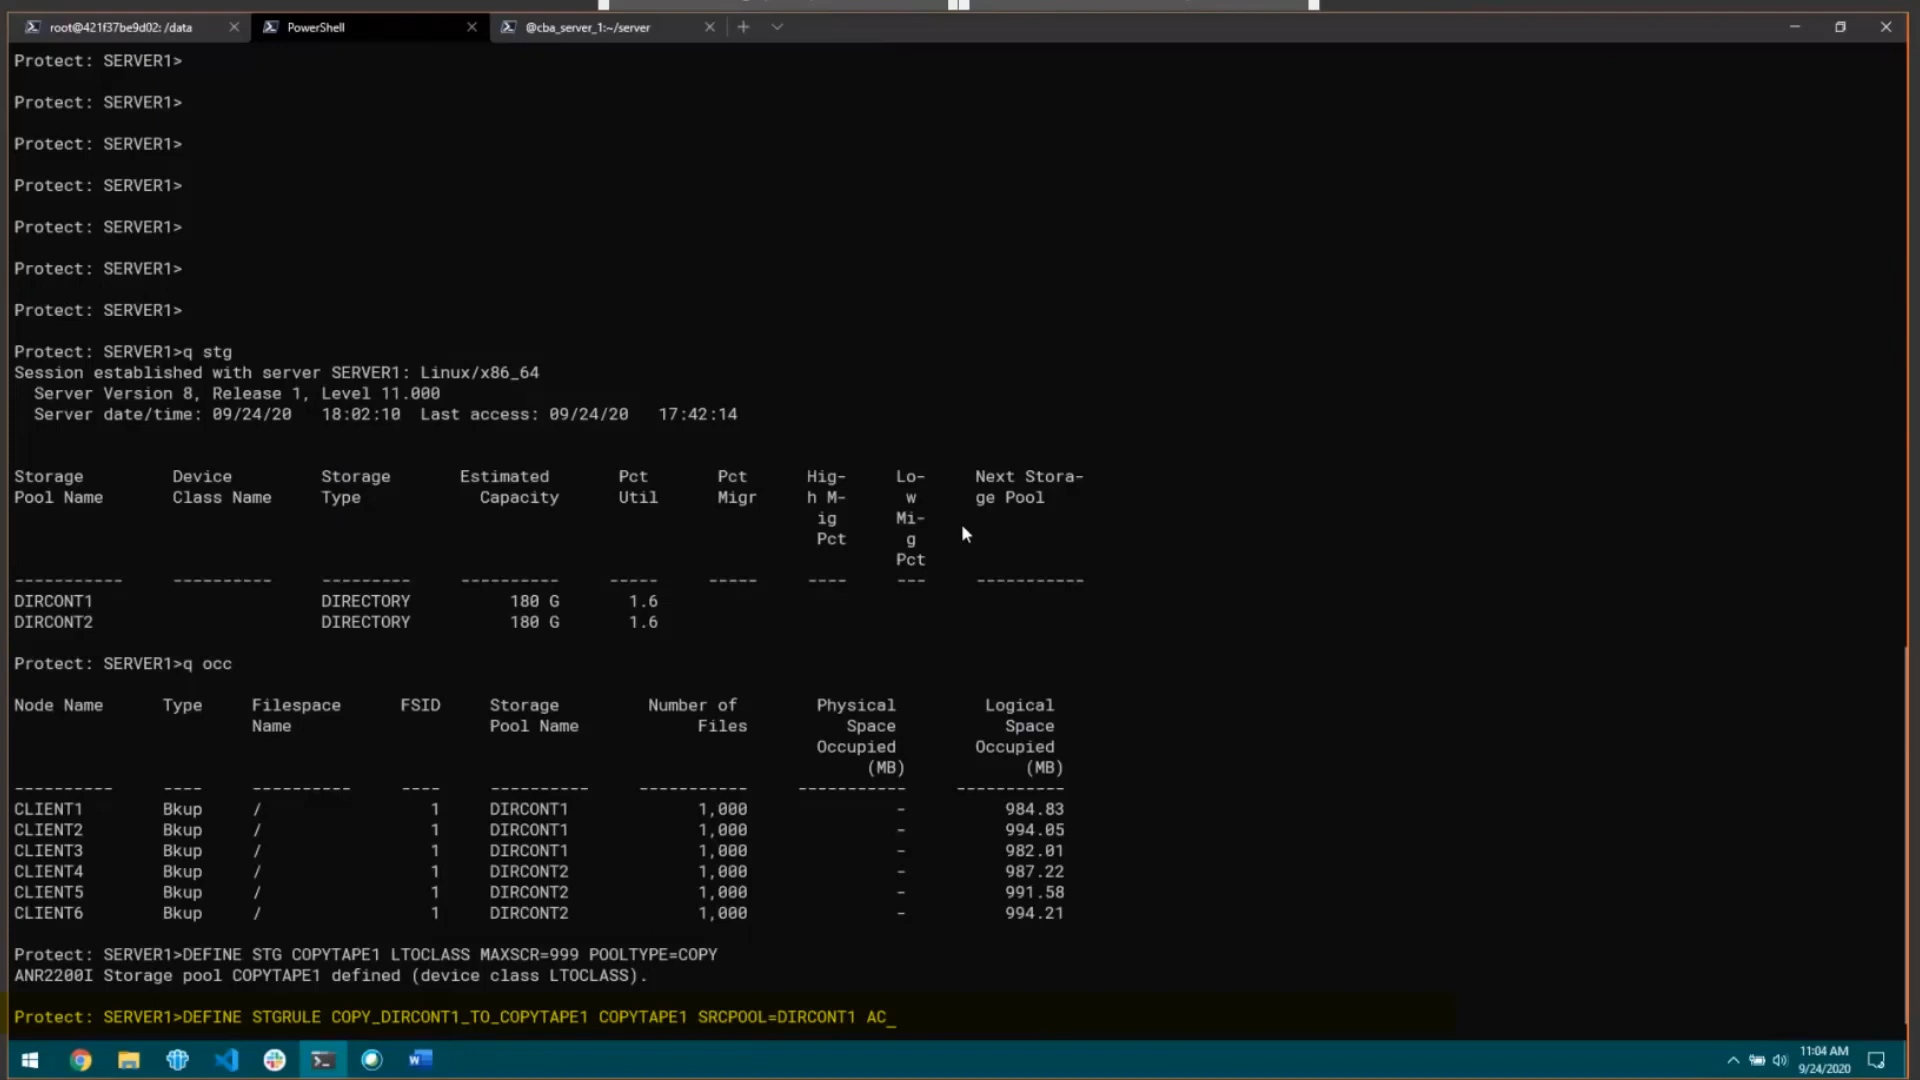 root@421f37be9d02: /data
PowerShell
@cba_server_1:~/server
Protect: SERVER1>
Protect: SERVER1>
Protect: SERVER1>
Protect: SERVER1>
Protect: SERVER1>
Protect: SERVER1>
Protect: SERVER1>
Protect: SERVER1>q stg
Session established with server SERVER1: Linux/x86_64
Server Version 8, Release 1, Level 11.000
Server date/time: 09/24/20   18:02:10  Last access: 09/24/20   17:42:14
Storage Device Storage Estimated Pct Pct Hig- Lo- Next Stora-
Pool Name Class Name Type Capacity Util Migr h M- w ge Pool
ig Mi-
Pct g
Pct
----------- ---------- --------- ---------- ----- ----- ---- --- -----------
DIRCONT1 DIRECTORY 180 G 1.6
DIRCONT2 DIRECTORY 180 G 1.6
Protect: SERVER1>q occ
Node Name Type Filespace FSID Storage Number of Physical Logical
Name Pool Name Files Space Space
Occupied Occupied
(MB) (MB)
---------- ---- ---------- ---- ---------- ----------- ----------- -----------
CLIENT1 Bkup / 1 DIRCONT1 1,000 - 984.83
CLIENT2 Bkup / 1 DIRCONT1 1,000 - 994.05
CLIENT3 Bkup / 1 DIRCONT1 1,000 - 982.01
CLIENT4 Bkup / 1 DIRCONT2 1,000 - 987.22
CLIENT5 Bkup / 1 DIRCONT2 1,000 - 991.58
CLIENT6 Bkup / 1 DIRCONT2 1,000 - 994.21
Protect: SERVER1>DEFINE STG COPYTAPE1 LTOCLASS MAXSCR=999 POOLTYPE=COPY
ANR2200I Storage pool COPYTAPE1 defined (device class LTOCLASS).
Protect: SERVER1>DEFINE STGRULE COPY_DIRCONT1_TO_COPYTAPE1 COPYTAPE1 SRCPOOL=DIRCONT1 AC_
11:04 AM
9/24/2020